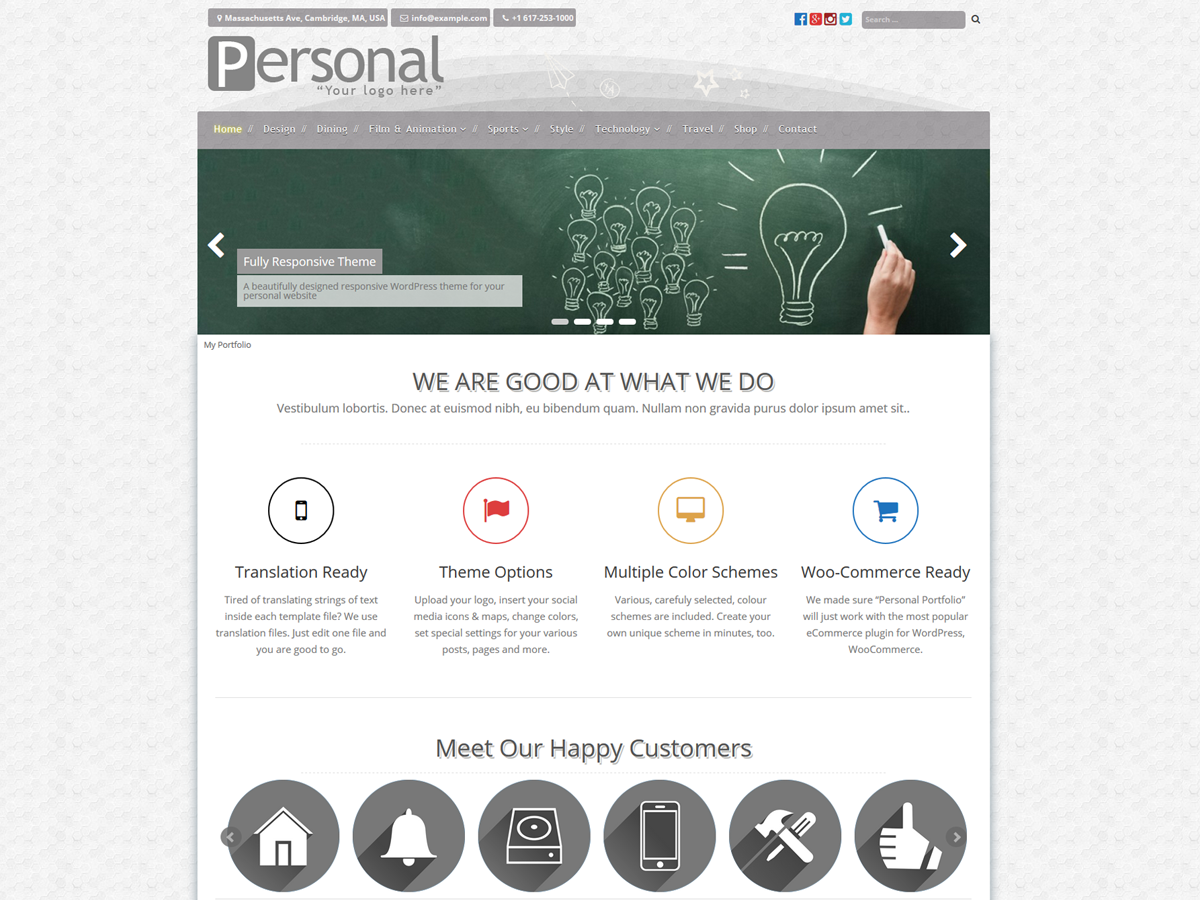 Massachusetts Ave, Cambridge, MA, USA info@example.com +1 617-253-1000 Search ...
Personal
“Your logo here”
Home // Design // Dining // Film & Animation // Sports // Style // Technology // Travel // Shop // Contact
Fully Responsive Theme
A beautifully designed responsive WordPress theme for your
personal website
My Portfolio
WE ARE GOOD AT WHAT WE DO
Vestibulum lobortis. Donec at euismod nibh, eu bibendum quam. Nullam non gravida purus dolor ipsum amet sit..
Translation Ready
Tired of translating strings of text
inside each template file? We use
translation files. Just edit one file and
you are good to go.
Theme Options
Upload your logo, insert your social
media icons & maps, change colors,
set special settings for your various
posts, pages and more.
Multiple Color Schemes
Various, carefuly selected, colour
schemes are included. Create your
own unique scheme in minutes, too.
Woo-Commerce Ready
We made sure “Personal Portfolio”
will just work with the most popular
eCommerce plugin for WordPress,
WooCommerce.
Meet Our Happy Customers